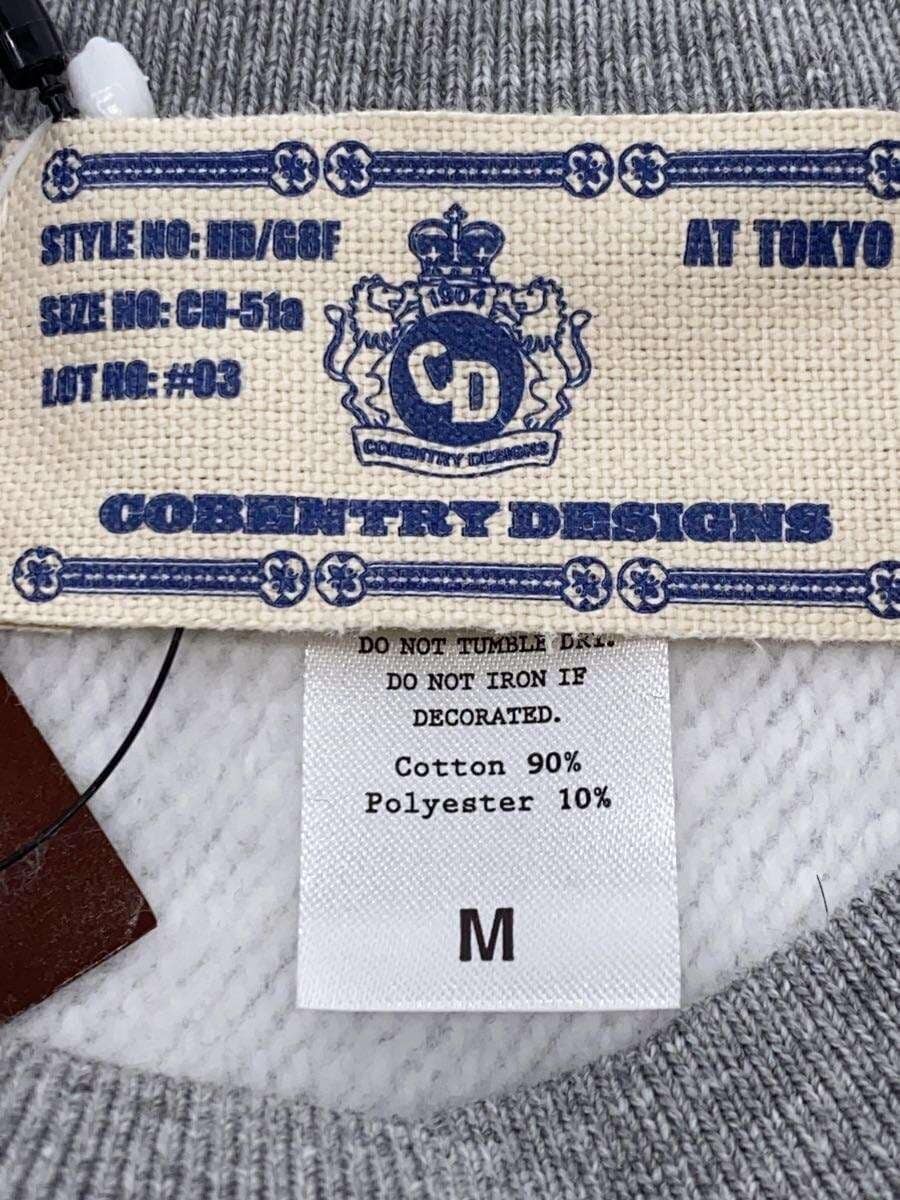 STYLE NO: HD/G8F
SIZE NO: CH-51a
LOT NO: #03
AT TOKYO
1904
CD
COBENTRY DESIGNS
COBENTRY DESIGNS
DO NOT TUMBLE DRY.
DO NOT IRON IF
DECORATED.
Cotton 90%
Polyester 10%
M